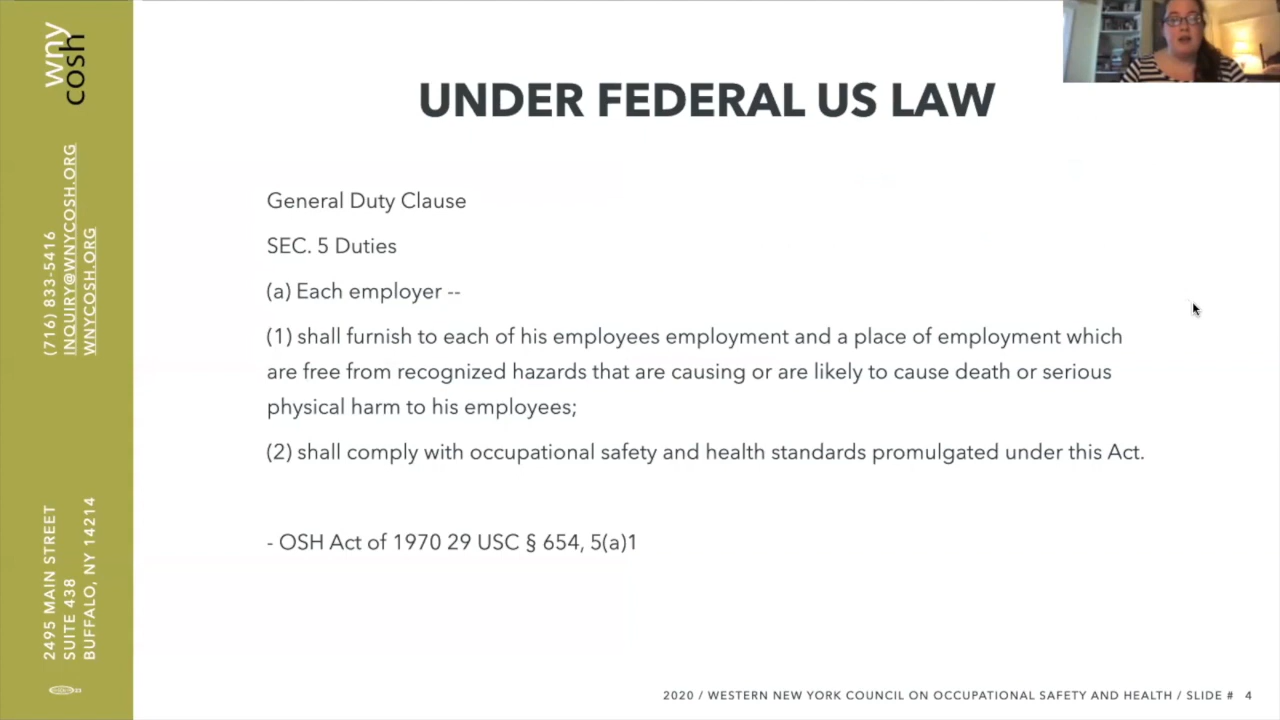 wny
cosh
(716) 833-5416
INQUIRY@WNYCOSH.ORG
WNYCOSH.ORG
2495 MAIN STREET
SUITE 438
BUFFALO, NY 14214
UNDER FEDERAL US LAW
General Duty Clause
SEC. 5 Duties
(a) Each employer --
(1) shall furnish to each of his employees employment and a place of employment which
are free from recognized hazards that are causing or are likely to cause death or serious
physical harm to his employees;
(2) shall comply with occupational safety and health standards promulgated under this Act.
- OSH Act of 1970 29 USC § 654, 5(a)1
2020 / WESTERN NEW YORK COUNCIL ON OCCUPATIONAL SAFETY AND HEALTH / SLIDE # 4